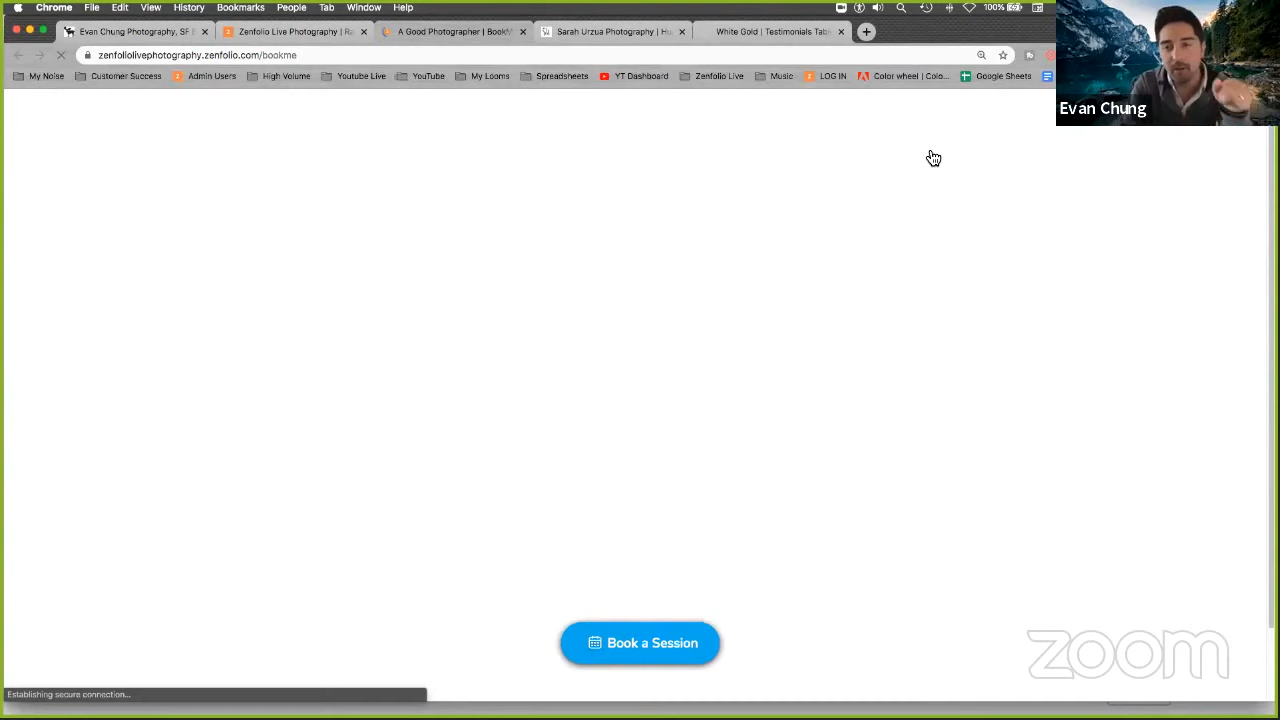 Chrome File Edit View History Bookmarks People Tab Window Help 100%
Evan Chung Photography, SF Zenfolio Live Photography | Ra A Good Photographer | BookM Sarah Urzua Photography | Hu White Gold | Testimonials Tab
zenfoliolivephotography.zenfolio.com/bookme
My Noise Customer Success Admin Users High Volume Youtube Live YouTube My Looms Spreadsheets YT Dashboard Zenfolio Live Music LOG IN Color wheel | Colo... Google Sheets
Evan Chung
Book a Session
zoom
Establishing secure connection...